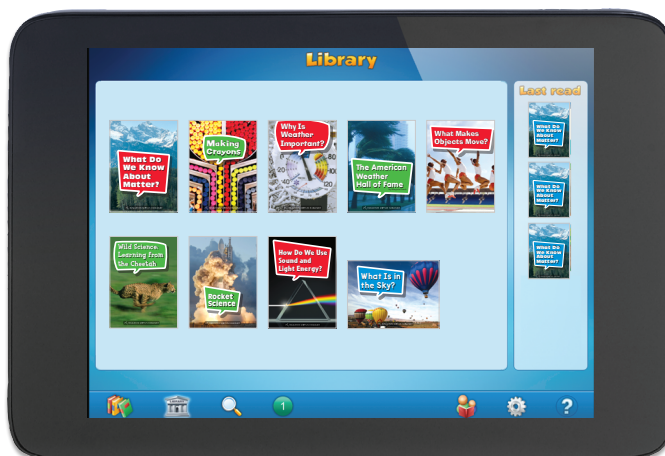 Library
Last read
What Do
We Know
About
Matter?
Making
Crayons
Why Is
Weather
Important?
The American
Weather
Hall of Fame
What Makes
Objects Move?
What Do
We Know
About
Matter?
What Do
We Know
About
Matter?
What Do
We Know
About
Matter?
Wild Science:
Learning from
the Cheetah
Rocket
Science
How Do We Use
Sound and
Light Energy?
What Is in
the Sky?
1
?